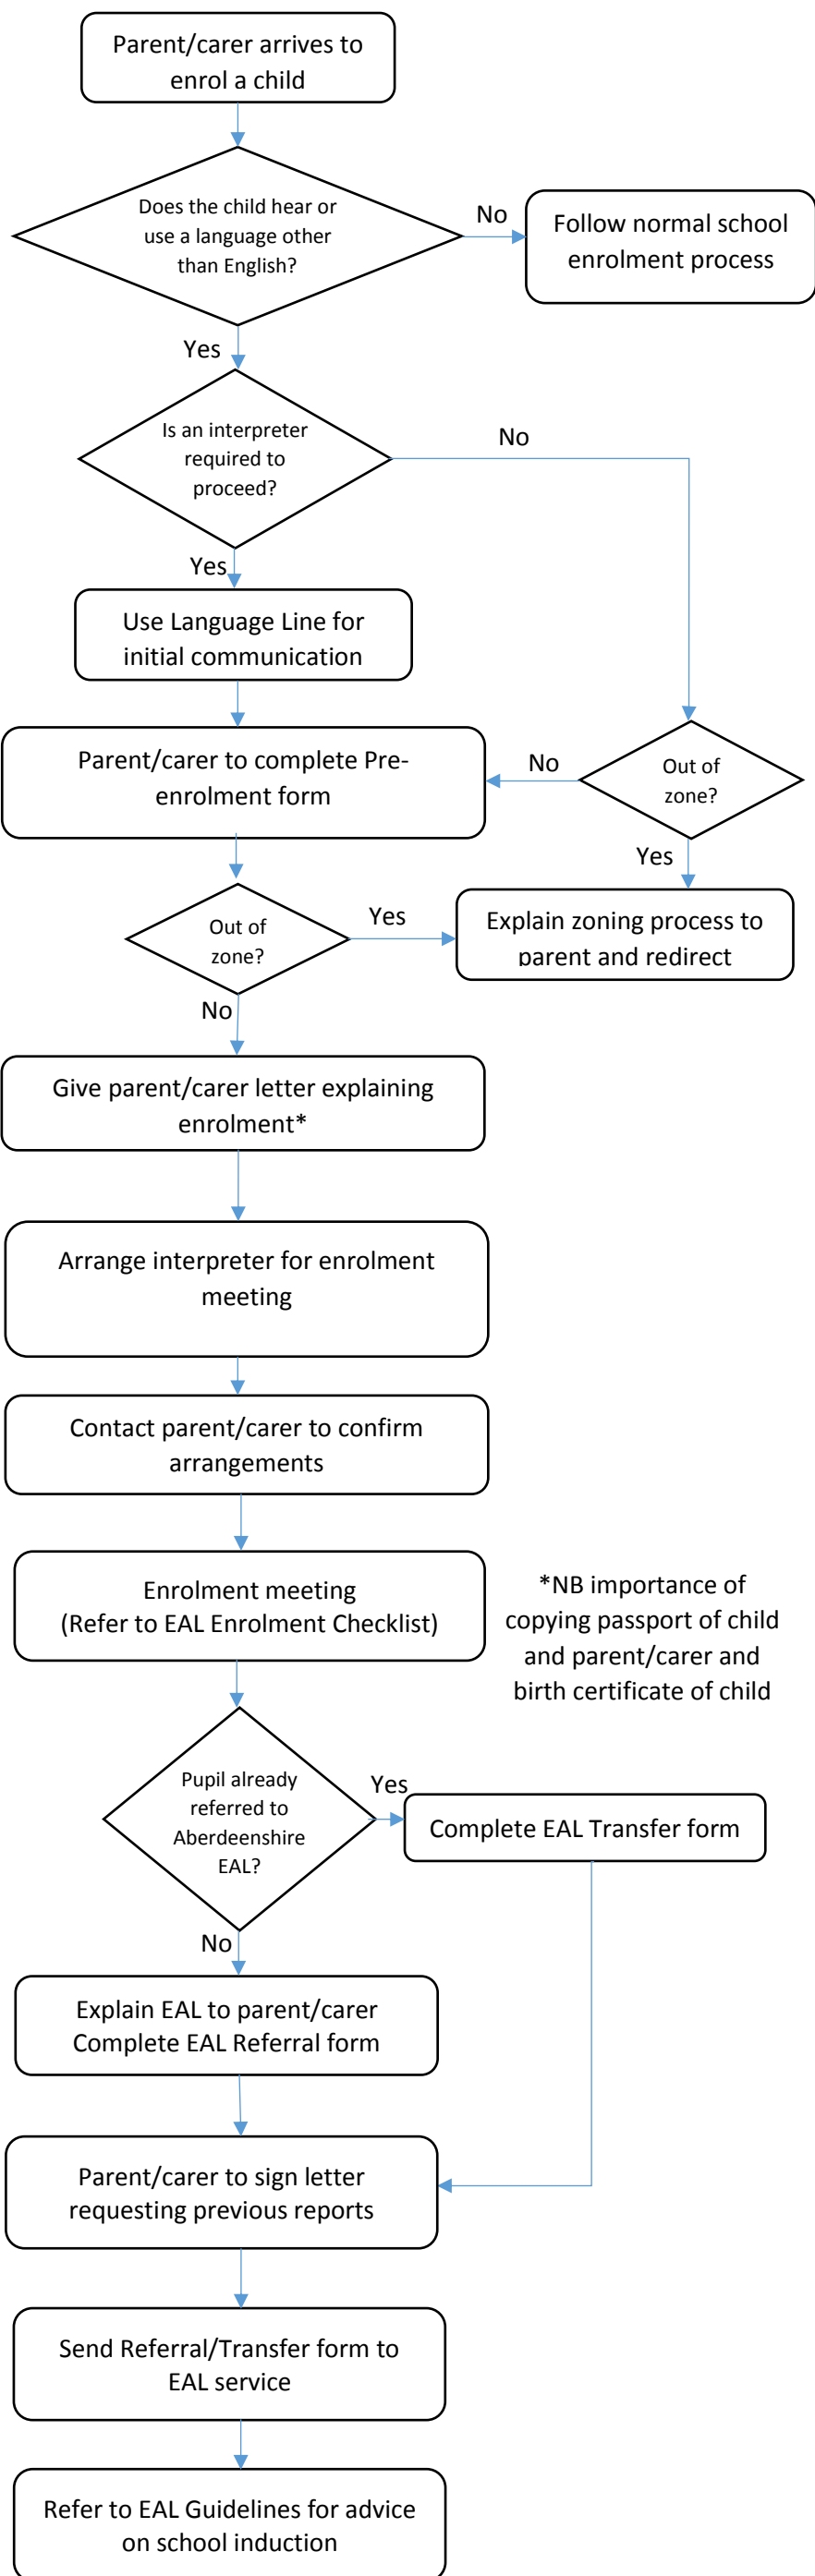 Parent/carer arrives to
enrol a child
Does the child hear or
use a language other
than English?
No
Follow normal school
enrolment process
Yes
Is an interpreter
required to
proceed?
No
Yes
Use Language Line for
initial communication
Parent/carer to complete Pre-
enrolment form
No
Out of
zone?
Yes
Out of
zone?
Yes
Explain zoning process to
parent and redirect
No
Give parent/carer letter explaining
enrolment*
Arrange interpreter for enrolment
meeting
Contact parent/carer to confirm
arrangements
Enrolment meeting
(Refer to EAL Enrolment Checklist)
*NB importance of
copying passport of child
and parent/carer and
birth certificate of child
Pupil already
referred to
Aberdeenshire
EAL?
Yes
Complete EAL Transfer form
No
Explain EAL to parent/carer
Complete EAL Referral form
Parent/carer to sign letter
requesting previous reports
Send Referral/Transfer form to
EAL service
Refer to EAL Guidelines for advice
on school induction